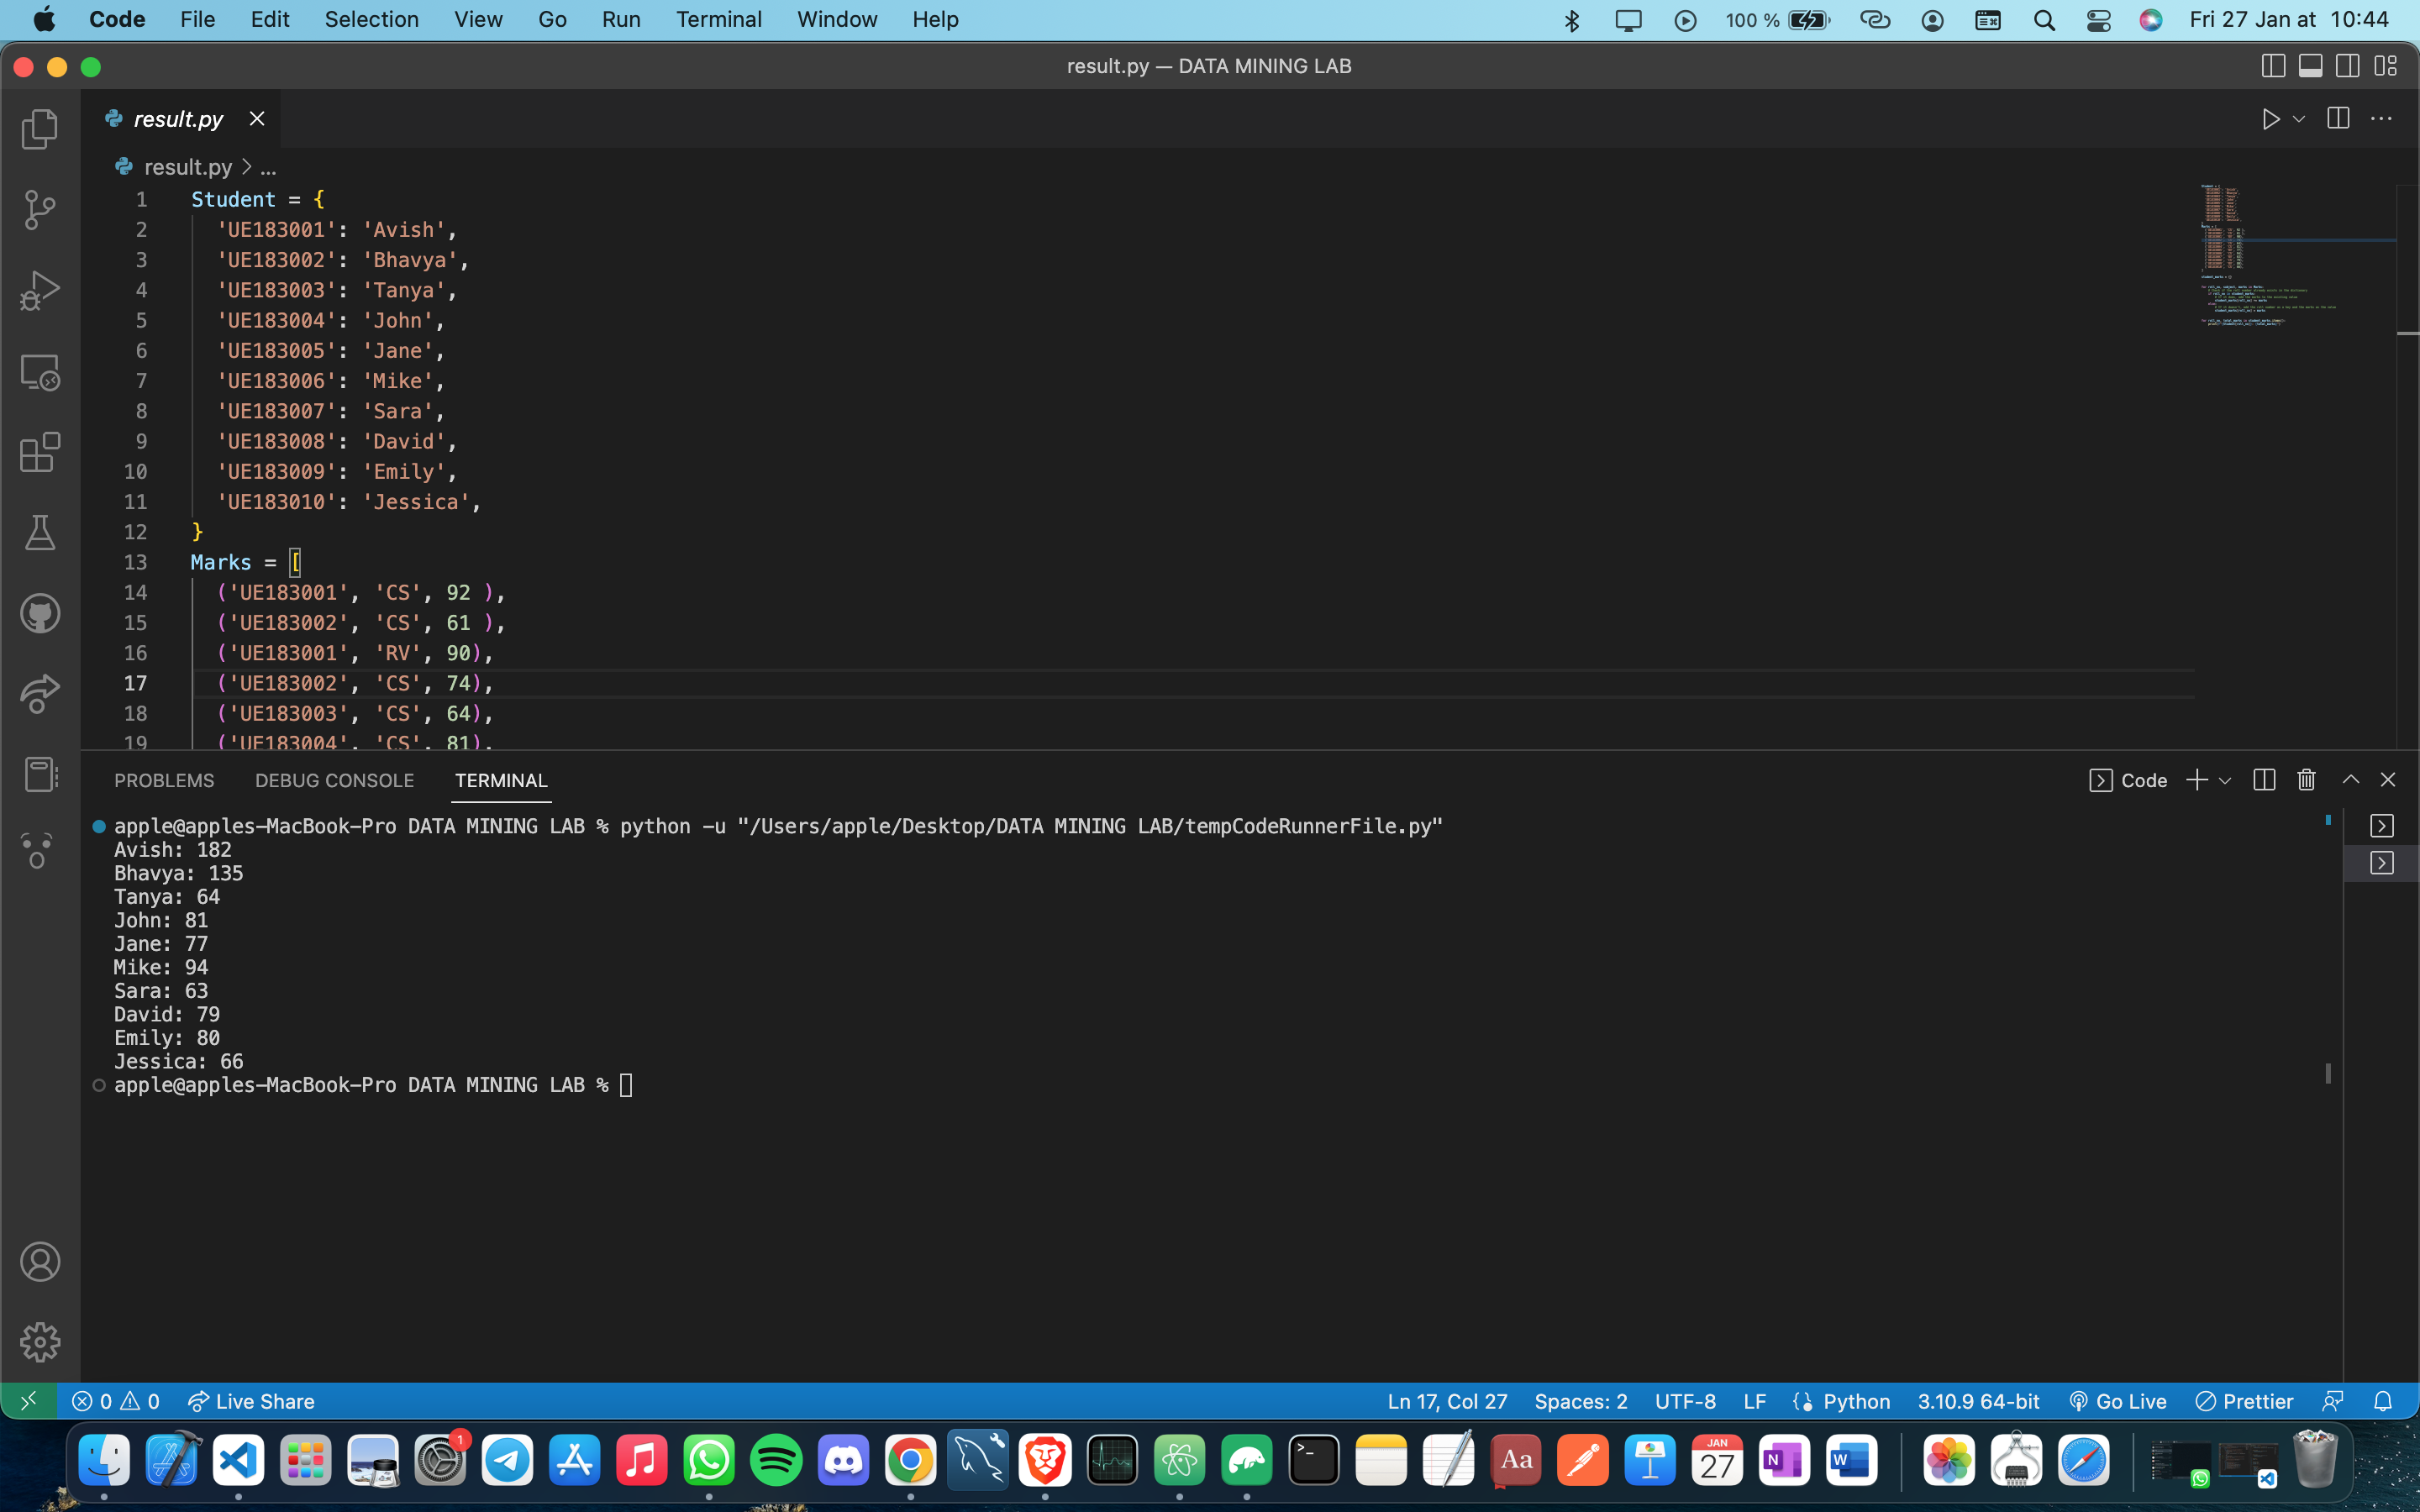 Code File Edit Selection View Go Run Terminal Window Help 100 % Fri 27 Jan at 10:44
result.py — DATA MINING LAB
result.py
result.py > ...
1 Student = {
2 'UE183001': 'Avish',
3 'UE183002': 'Bhavya',
4 'UE183003': 'Tanya',
5 'UE183004': 'John',
6 'UE183005': 'Jane',
7 'UE183006': 'Mike',
8 'UE183007': 'Sara',
9 'UE183008': 'David',
10 'UE183009': 'Emily',
11 'UE183010': 'Jessica',
12 }
13 Marks = [
14 ('UE183001', 'CS', 92 ),
15 ('UE183002', 'CS', 61 ),
16 ('UE183001', 'RV', 90),
17 ('UE183002', 'CS', 74),
18 ('UE183003', 'CS', 64),
19 ('UE183004', 'CS', 81),
PROBLEMS DEBUG CONSOLE TERMINAL Code
apple@apples-MacBook-Pro DATA MINING LAB % python -u "/Users/apple/Desktop/DATA MINING LAB/tempCodeRunnerFile.py"
Avish: 182
Bhavya: 135
Tanya: 64
John: 81
Jane: 77
Mike: 94
Sara: 63
David: 79
Emily: 80
Jessica: 66
apple@apples-MacBook-Pro DATA MINING LAB %
0 0 Live Share Ln 17, Col 27 Spaces: 2 UTF-8 LF Python 3.10.9 64-bit Go Live Prettier
1
Aa
JAN
27
N
W